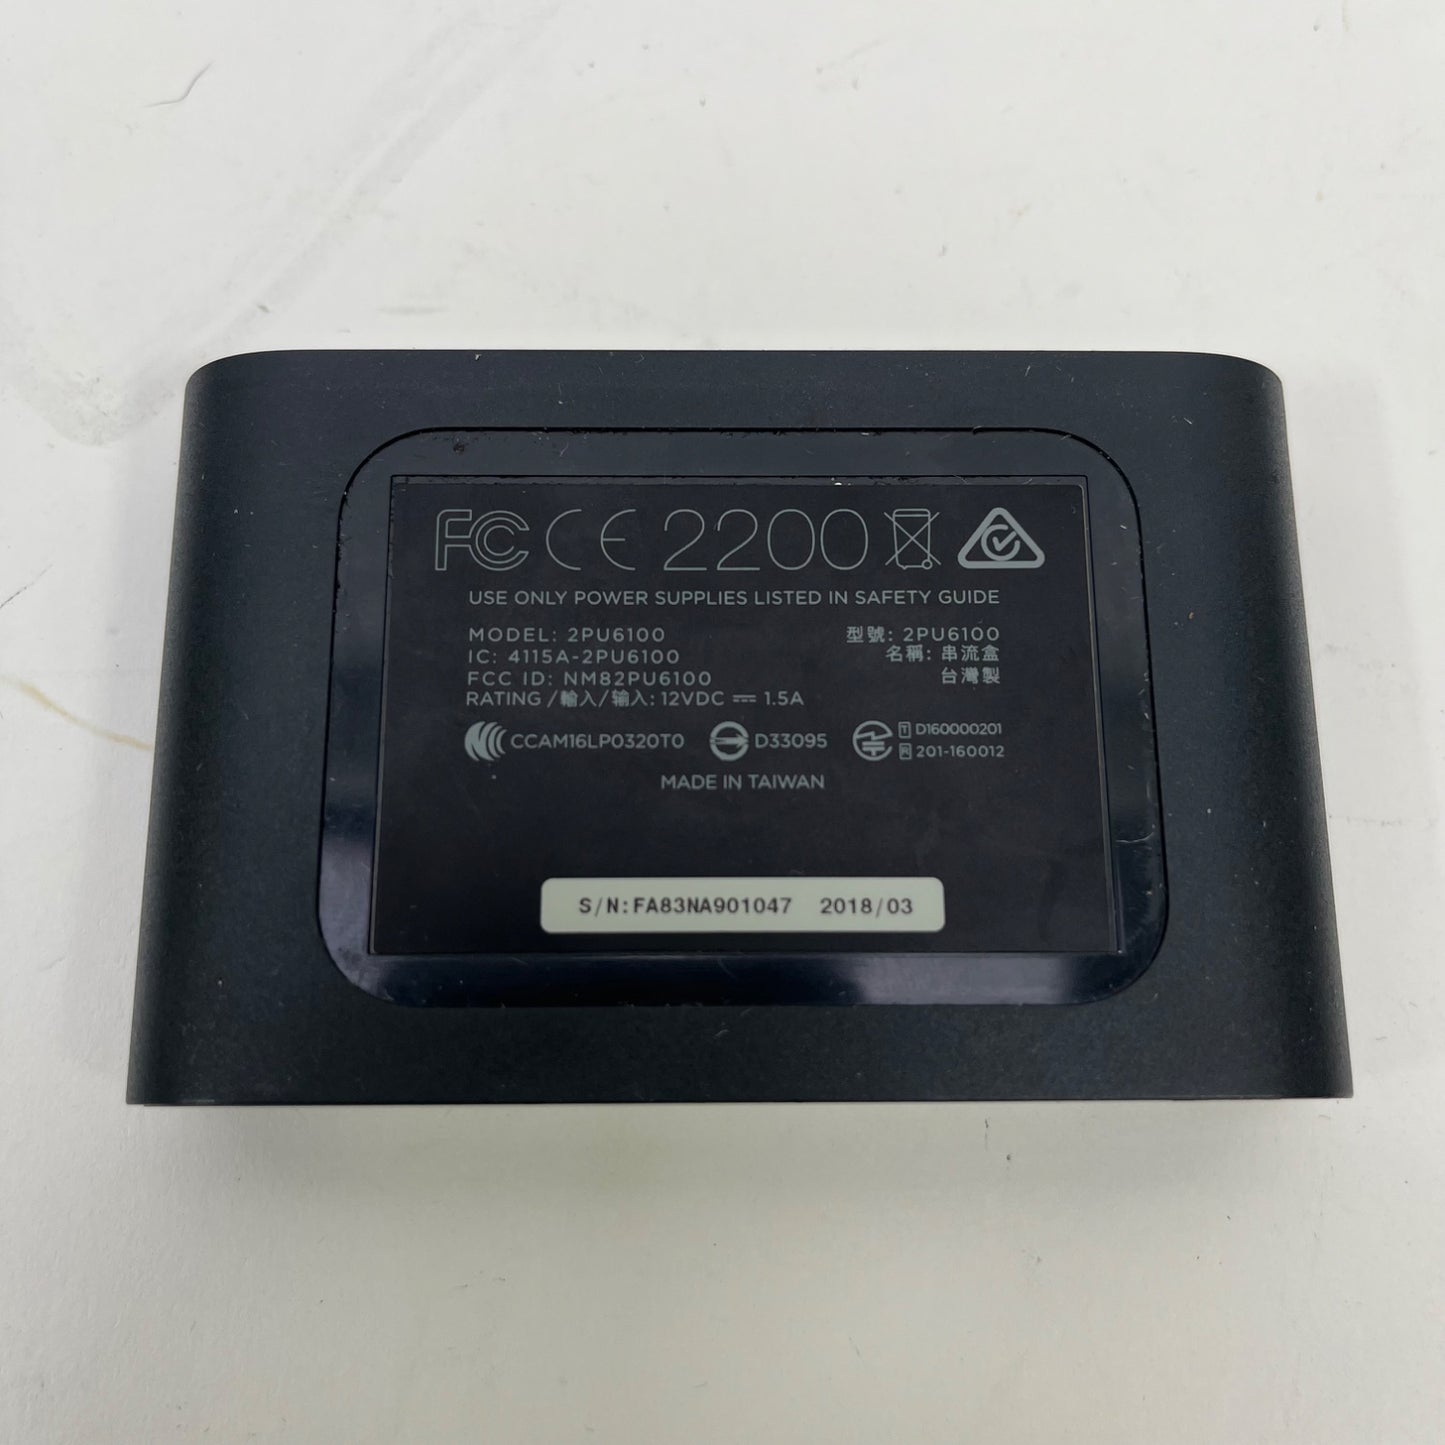 FC CE 2200
USE ONLY POWER SUPPLIES LISTED IN SAFETY GUIDE
MODEL: 2PU6100
IC: 4115A-2PU6100
FCC ID: NM82PU6100
RATING /輸入/输入: 12VDC ⎓ 1.5A
型號: 2PU6100
名稱: 串流盒
台灣製
CCAM16LP0320T0
D33095
T D160000201
R 201-160012
MADE IN TAIWAN
S/N:FA83NA901047 2018/03